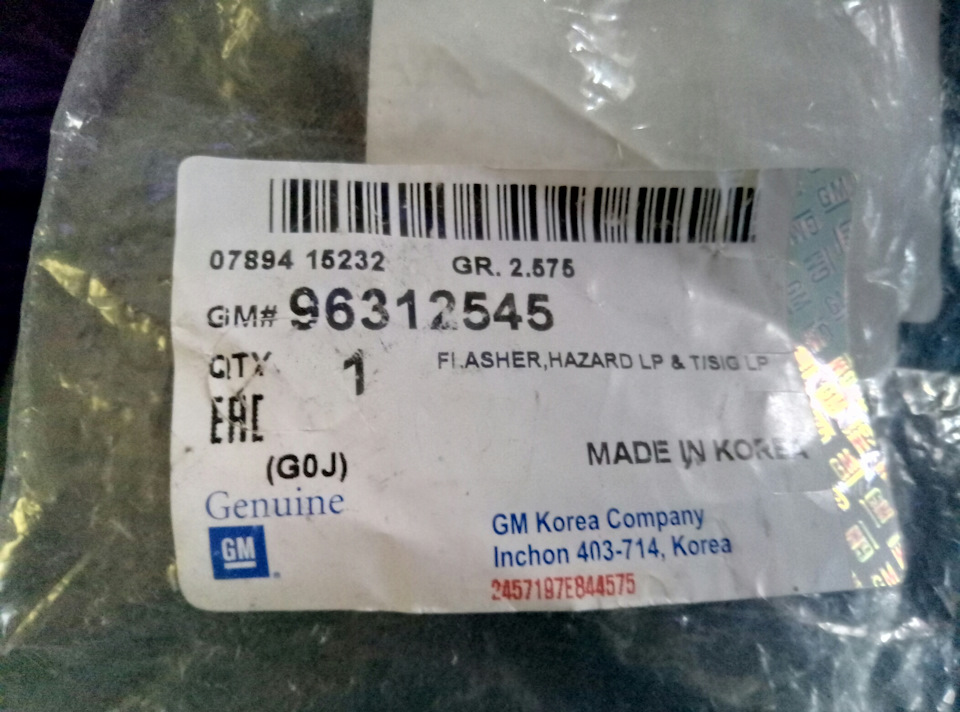 07894 15232 GR. 2.575
GM# 96312545
QTY 1 FLASHER,HAZARD LP & T/SIG LP
EAC
(G0J)
MADE IN KOREA
Genuine
GM
GM Korea Company
Inchon 403-714, Korea
2457197E844575